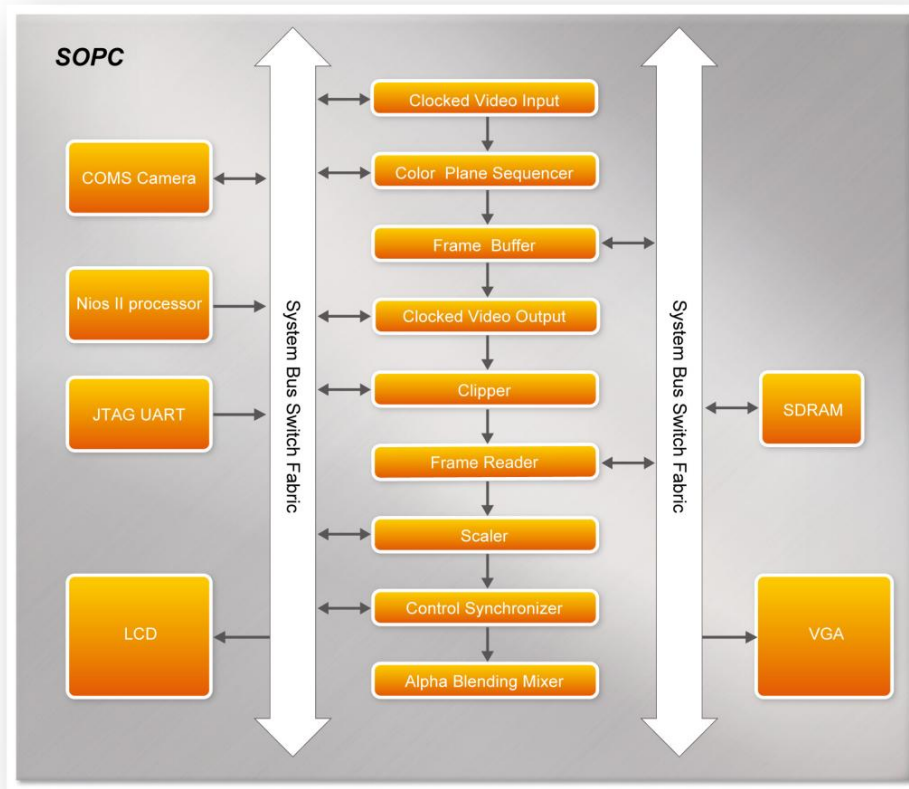 SOPC
Clocked Video Input
COMS Camera
Color Plane Sequencer
Frame Buffer
Nios II processor
Clocked Video Output
System Bus Switch Fabric
System Bus Switch Fabric
JTAG UART
Clipper
SDRAM
Frame Reader
Scaler
Control Synchronizer
LCD
VGA
Alpha Blending Mixer